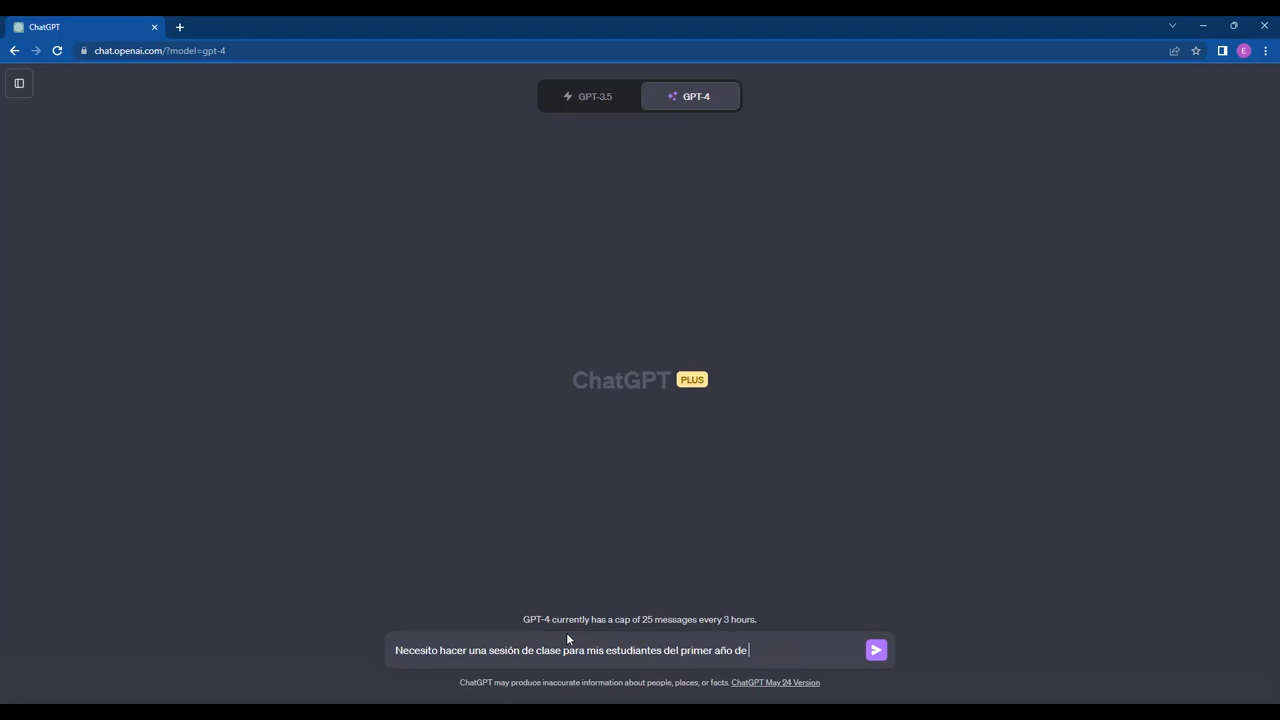 ChatGPT
chat.openai.com/?model=gpt-4
E
GPT-3.5
GPT-4
ChatGPT PLUS
GPT-4 currently has a cap of 25 messages every 3 hours.
Necesito hacer una sesión de clase para mis estudiantes del primer año de
ChatGPT may produce inaccurate information about people, places, or facts. ChatGPT May 24 Version